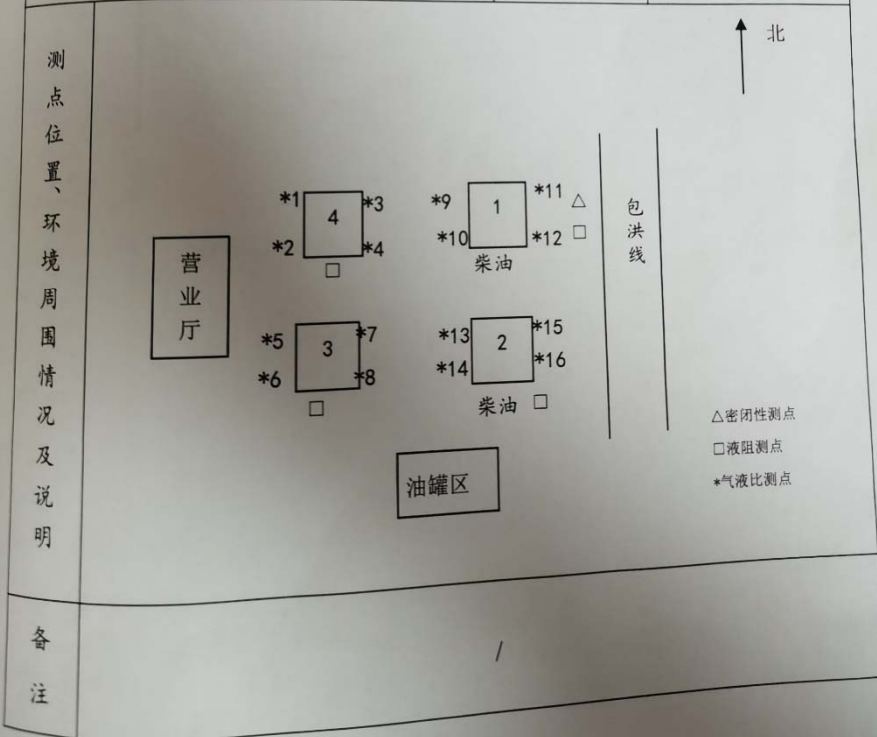 测点位置、环境周围情况及说明
北
*1
4
*3
*2
*4
*9
1
*11
△
*10
*12
□
柴油
□
包洪线
营业厅
*5
3
*7
*6
*8
□
*13
2
*15
*14
*16
柴油
□
油罐区
△密闭性测点
□液阻测点
*气液比测点
备注
/